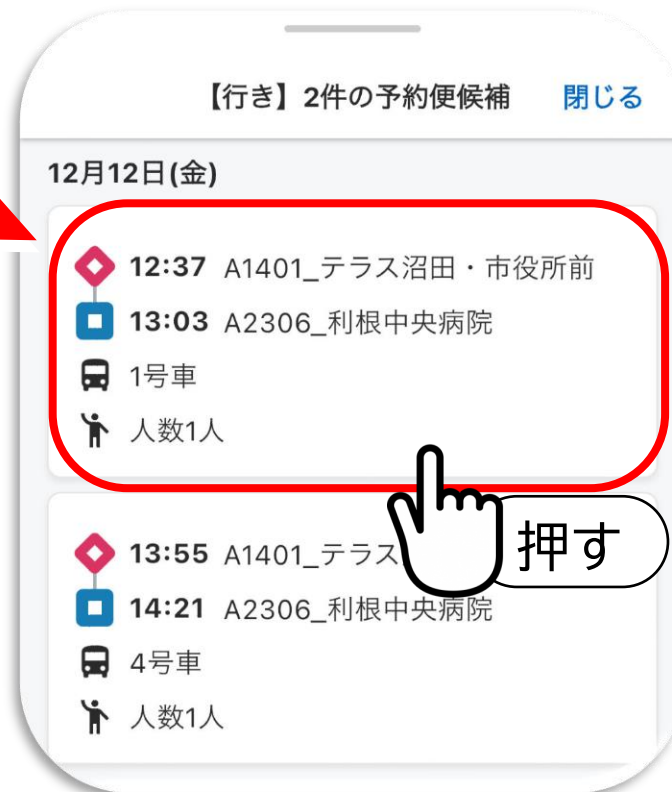 【行き】2件の予約便候補 閉じる
12月12日(金)
12:37 A1401_テラス沼田・市役所前
13:03 A2306_利根中央病院
1号車
人数1人
押す
13:55 A1401_テラス
14:21 A2306_利根中央病院
4号車
人数1人